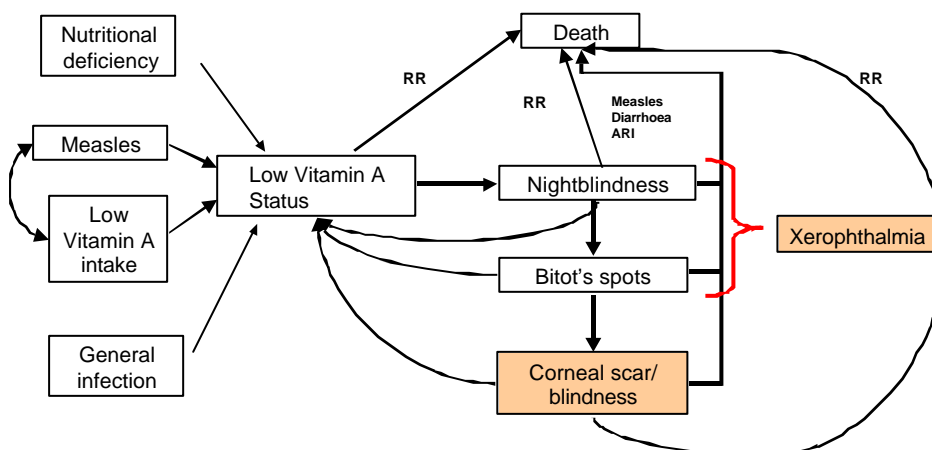 Nutritional
deficiency
Death
RR
RR
RR
Measles
Diarrhoea
ARI
Measles
Low Vitamin A
Status
Nightblindness
Low
Vitamin A
intake
Xerophthalmia
Bitot's spots
General
infection
Corneal scar/
blindness